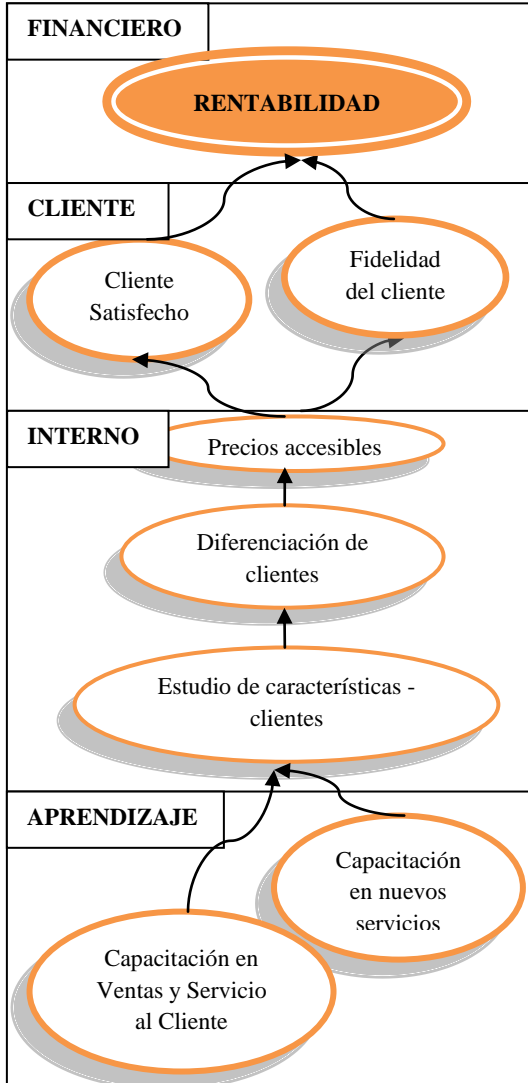 FINANCIERO
RENTABILIDAD
CLIENTE
Cliente
Satisfecho
Fidelidad
del cliente
INTERNO
Precios accesibles
Diferenciación de
clientes
Estudio de características -
clientes
APRENDIZAJE
Capacitación
en nuevos
servicios
Capacitación en
Ventas y Servicio
al Cliente